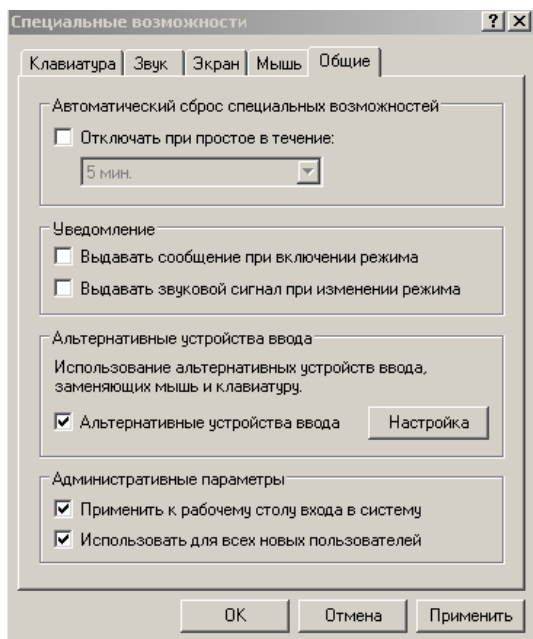 Специальные возможности
Клавиатура Звук Экран Мышь Общие
Автоматический сброс специальных возможностей
Отключать при простое в течение:
5 мин.
Уведомление
Выдавать сообщение при включении режима
Выдавать звуковой сигнал при изменении режима
Альтернативные устройства ввода
Использование альтернативных устройств ввода,
заменяющих мышь и клавиатуру.
Альтернативные устройства ввода Настройка
Административные параметры
Применить к рабочему столу входа в систему
Использовать для всех новых пользователей
ОК Отмена Применить